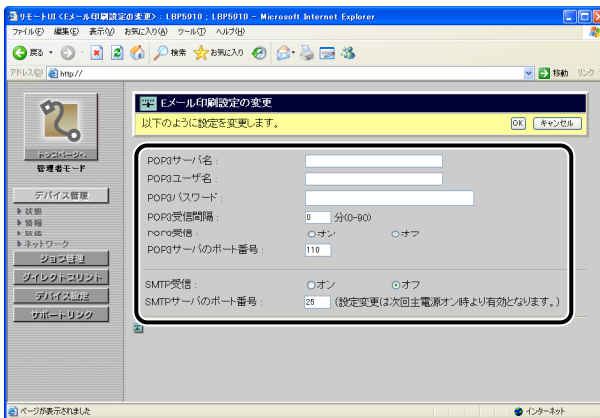 リモートUI <Eメール印刷設定の変更> : LBP5910 ; LBP5910 - Microsoft Internet Explorer
ファイル(F) 編集(E) 表示(V) お気に入り(A) ツール(T) ヘルプ(H)
戻る 検索 お気に入り
アドレス(D) http:// 移動 リンク
Eメール印刷設定の変更
以下のように設定を変更します。 OK キャンセル
トップページへ
管理者モード
デバイス管理
状態
情報
ネットワーク
ジョブ管理
ダイレクトプリント
デバイス設定
サポートリンク
POP3サーバ名 :
POP3ユーザ名 :
POP3パスワード :
POP3受信間隔 : 0 分(0-90)
POP3受信 : オン オフ
POP3サーバのポート番号 : 110
SMTP受信 : オン オフ
SMTPサーバのポート番号 : 25 (設定変更は次回主電源オン時より有効となります。)
ページが表示されました インターネット